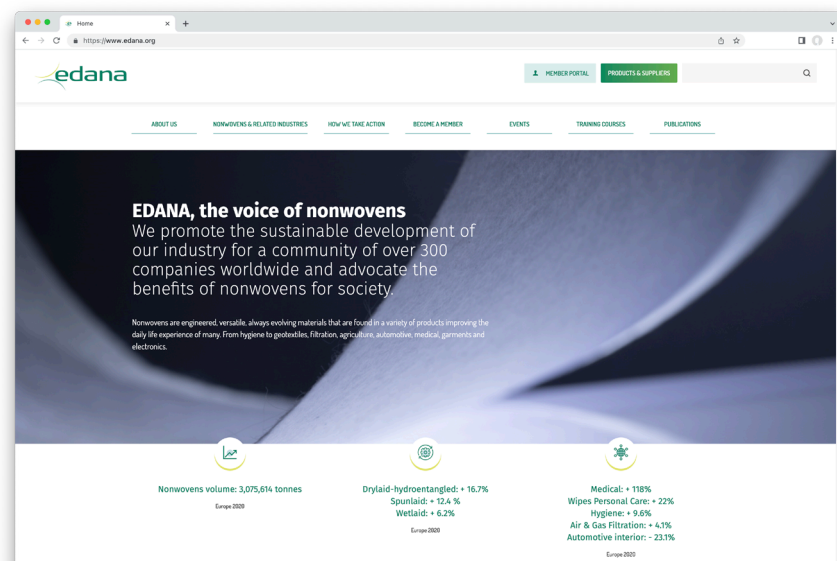 Home
https://www.edana.org
edana
MEMBER PORTAL
PRODUCTS & SUPPLIERS
ABOUT US
NONWOVENS & RELATED INDUSTRIES
HOW WE TAKE ACTION
BECOME A MEMBER
EVENTS
TRAINING COURSES
PUBLICATIONS
EDANA, the voice of nonwovens
We promote the sustainable development of
our industry for a community of over 300
companies worldwide and advocate the
benefits of nonwovens for society.
Nonwovens are engineered, versatile, always evolving materials that are found in a variety of products improving the
daily life experience of many. From hygiene to geotextiles, filtration, agriculture, automotive, medical, garments and
electronics.
Nonwovens volume: 3,075,614 tonnes
Europe 2020
Drylaid-hydroentangled: + 16.7%
Spunlaid: + 12.4 %
Wetlaid: + 6.2%
Europe 2020
Medical: + 118%
Wipes Personal Care: + 22%
Hygiene: + 9.6%
Air & Gas Filtration: + 4.1%
Automotive interior: - 23.1%
Europe 2020